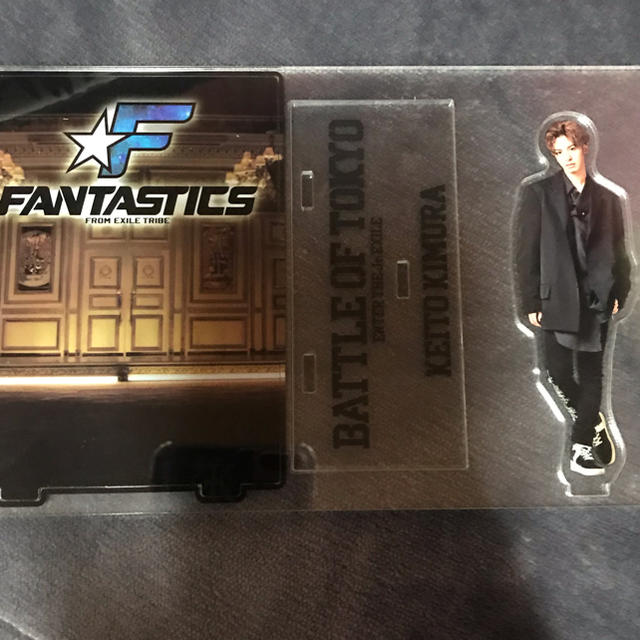 F
FANTASTICS
FROM EXILE TRIBE
BATTLE OF TOKYO
ENTER THE Jr.EXILE
KEITO KIMURA